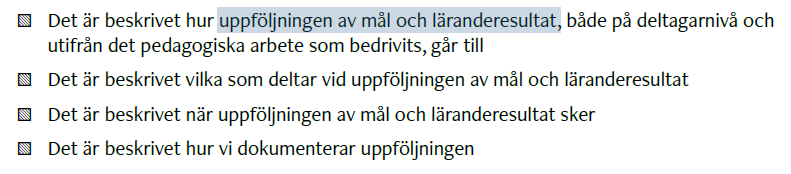 Det är beskrivet hur uppföljningen av mål och läranderesultat, både på deltagarnivå och
utifrån det pedagogiska arbete som bedrivits, går till
Det är beskrivet vilka som deltar vid uppföljningen av mål och läranderesultat
Det är beskrivet när uppföljningen av mål och läranderesultat sker
Det är beskrivet hur vi dokumenterar uppföljningen